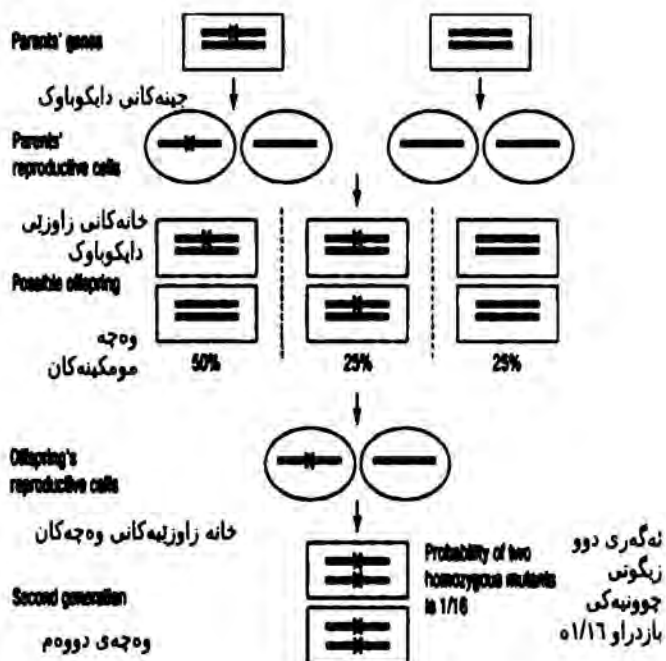 Parents' genes
جینەکانی دایکوباوک
Parents'
reproductive cells
خانەکانی زاوزێی
دایکوباوک
Possible offspring
وەچە
مومکینەکان
50%
25%
25%
Offspring's
reproductive cells
خانە زاوزێیەکانی وەچەکان
Second generation
وەچەی دووەم
Probability of two
homozygous mutants
is 1/16
ئەگەری دوو
زیگوتی
چوونیەکی
بازدراو ١/١٦ە